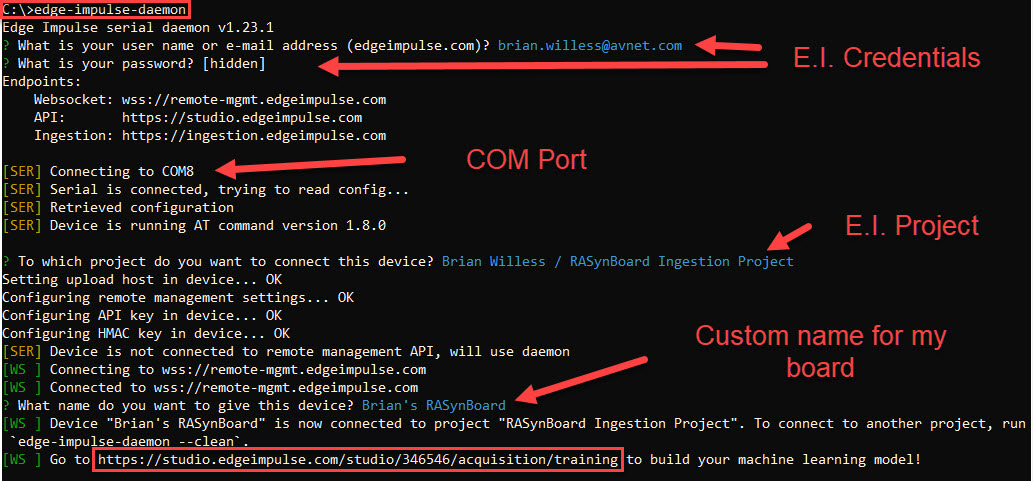 C:\>edge-impulse-daemon
Edge Impulse serial daemon v1.23.1
? What is your user name or e-mail address (edgeimpulse.com)? brian.willess@avnet.com
? What is your password? [hidden]
E.I. Credentials
Endpoints:
Websocket: wss://remote-mgmt.edgeimpulse.com
API: https://studio.edgeimpulse.com
Ingestion: https://ingestion.edgeimpulse.com
COM Port
[SER] Connecting to COM8
[SER] Serial is connected, trying to read config...
[SER] Retrieved configuration
[SER] Device is running AT command version 1.8.0
E.I. Project
? To which project do you want to connect this device? Brian Willess / RASynBoard Ingestion Project
Setting upload host in device... OK
Configuring remote management settings... OK
Configuring API key in device... OK
Configuring HMAC key in device... OK
Custom name for my
board
[SER] Device is not connected to remote management API, will use daemon
[WS ] Connecting to wss://remote-mgmt.edgeimpulse.com
[WS ] Connected to wss://remote-mgmt.edgeimpulse.com
? What name do you want to give this device? Brian's RASynBoard
[WS ] Device "Brian's RASynBoard" is now connected to project "RASynBoard Ingestion Project". To connect to another project, run
`edge-impulse-daemon --clean`.
[WS ] Go to https://studio.edgeimpulse.com/studio/346546/acquisition/training to build your machine learning model!